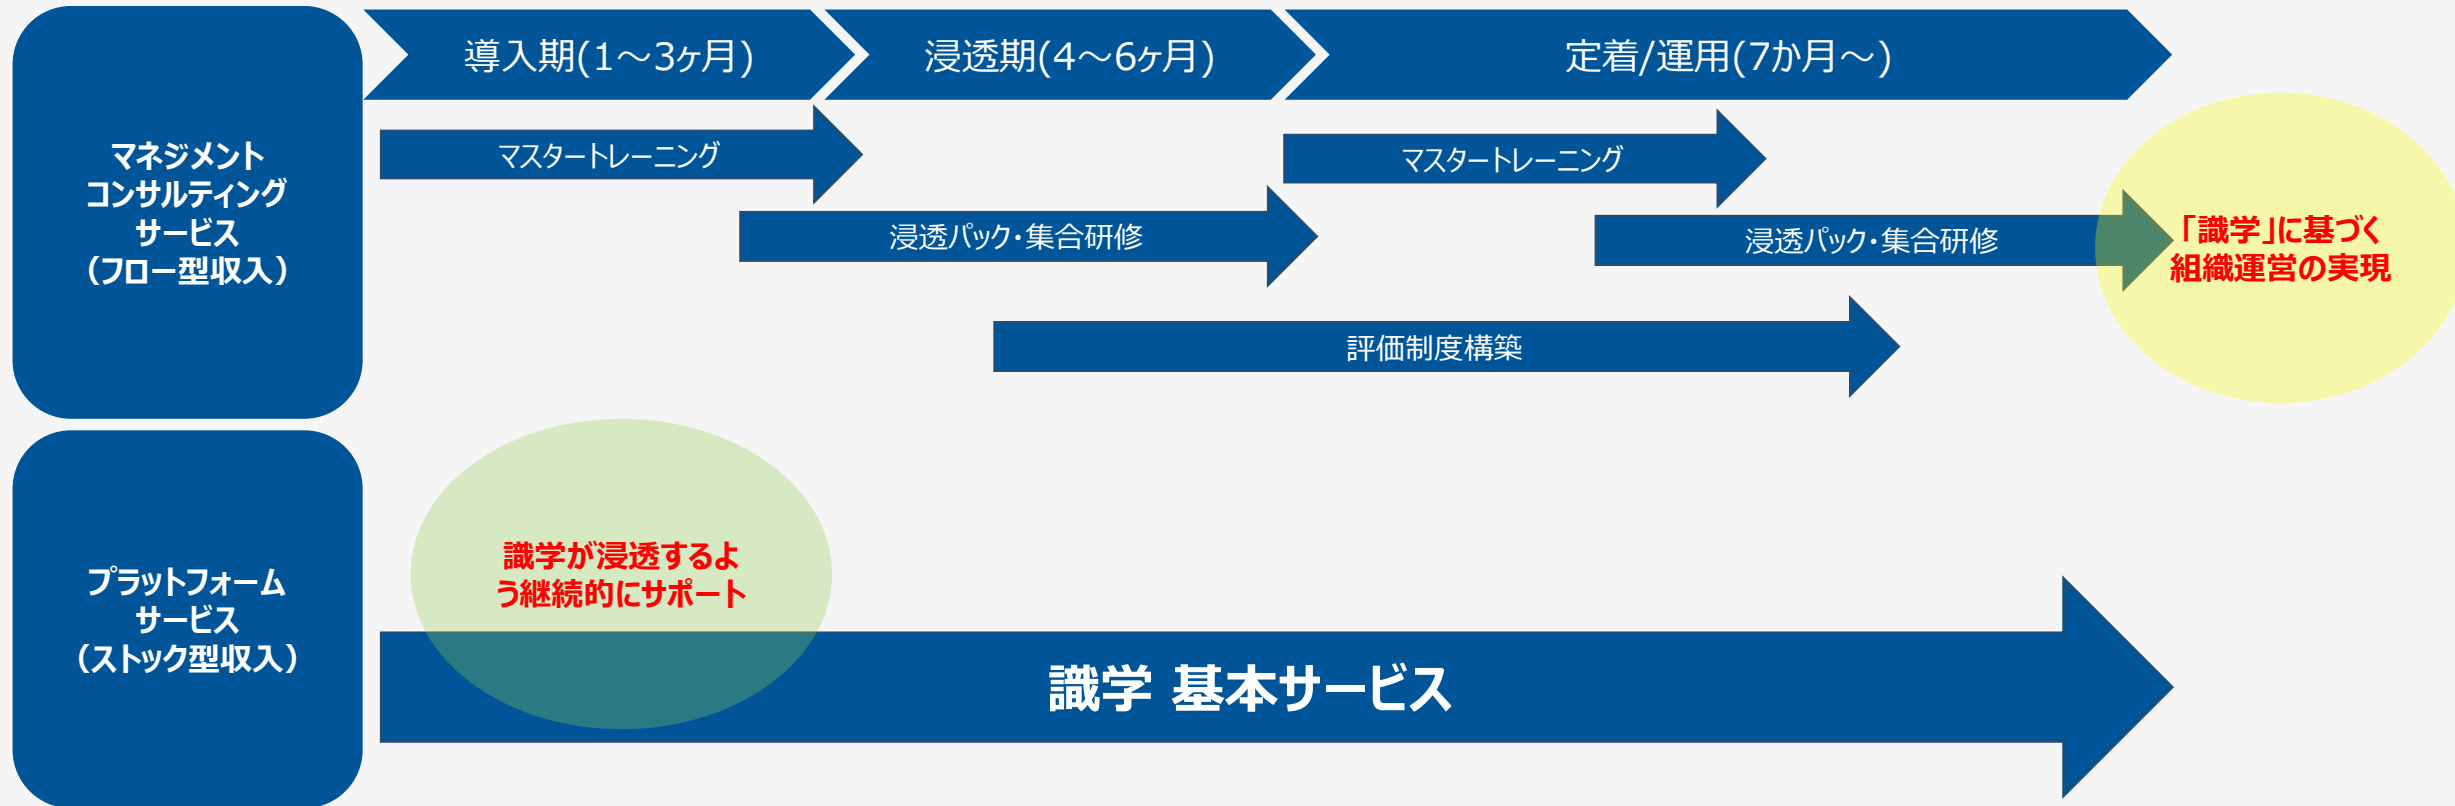 導入期(1～3ヶ月)
浸透期(4～6ヶ月)
定着/運用(7か月～)
マネジメント
コンサルティング
サービス
（フロー型収入）
マスタートレーニング
マスタートレーニング
浸透パック・集合研修
浸透パック・集合研修
評価制度構築
「識学」に基づく
組織運営の実現
プラットフォーム
サービス
（ストック型収入）
識学が浸透するよ
う継続的にサポート
識学 基本サービス